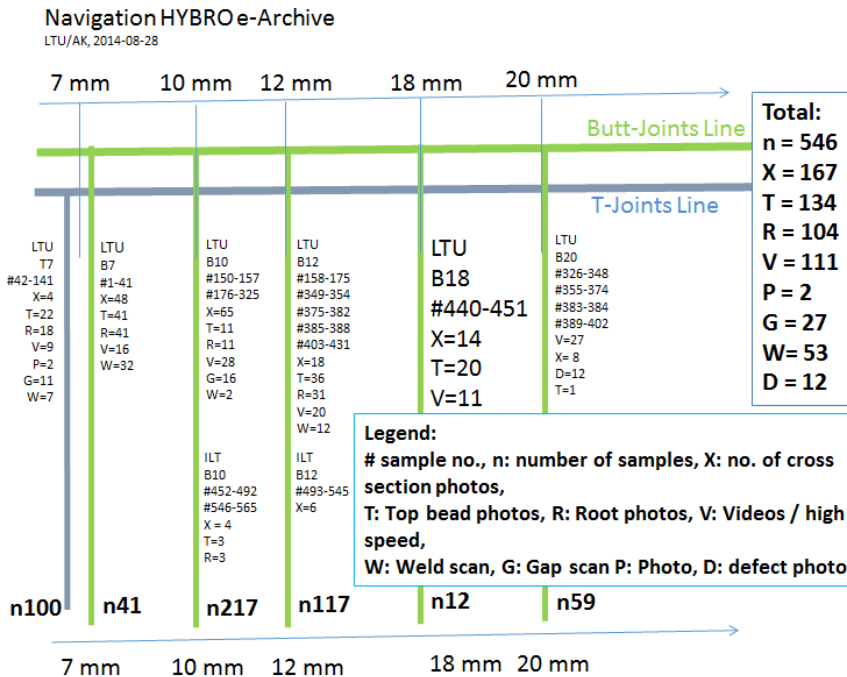 Navigation HYBRO e-Archive
LTU/AK, 2014-08-28
7 mm
10 mm
12 mm
18 mm
20 mm
Butt-Joints Line
T-Joints Line
Total:
n = 546
X = 167
T = 134
R = 104
V = 111
P = 2
G = 27
W= 53
D = 12
LTU
T7
#42-141
X=4
T=22
R=18
V=9
P=2
G=11
W=7
LTU
B7
#1-41
X=48
T=41
R=41
V=16
W=32
LTU
B10
#150-157
#176-325
X=65
T=11
R=11
V=28
G=16
W=2
ILT
B10
#452-492
#546-565
X = 4
T=3
R=3
LTU
B12
#158-175
#349-354
#375-382
#385-388
#403-431
X=18
T=36
R=31
V=20
W=12
ILT
B12
#493-545
X=6
LTU
B18
#440-451
X=14
T=20
V=11
LTU
B20
#326-348
#355-374
#383-384
#389-402
V=27
X= 8
D=12
T=1
Legend:
# sample no., n: number of samples, X: no. of cross
section photos,
T: Top bead photos, R: Root photos, V: Videos / high
speed,
W: Weld scan, G: Gap scan P: Photo, D: defect photo
n100
n41
n217
n117
n12
n59
7 mm
10 mm
12 mm
18 mm
20 mm